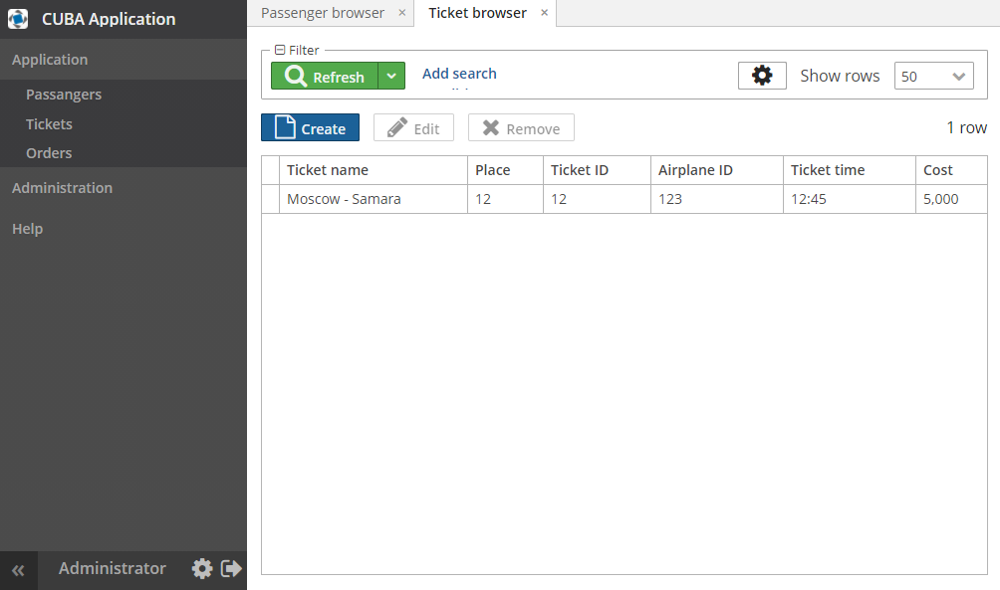 CUBA Application
Application
Passangers
Tickets
Orders
Administration
Help
Administrator
Passenger browser
Ticket browser
Filter
Refresh
Add search
Show rows
50
Create
Edit
Remove
1 row
Ticket name Place Ticket ID Airplane ID Ticket time Cost
Moscow - Samara 12 12 123 12:45 5,000